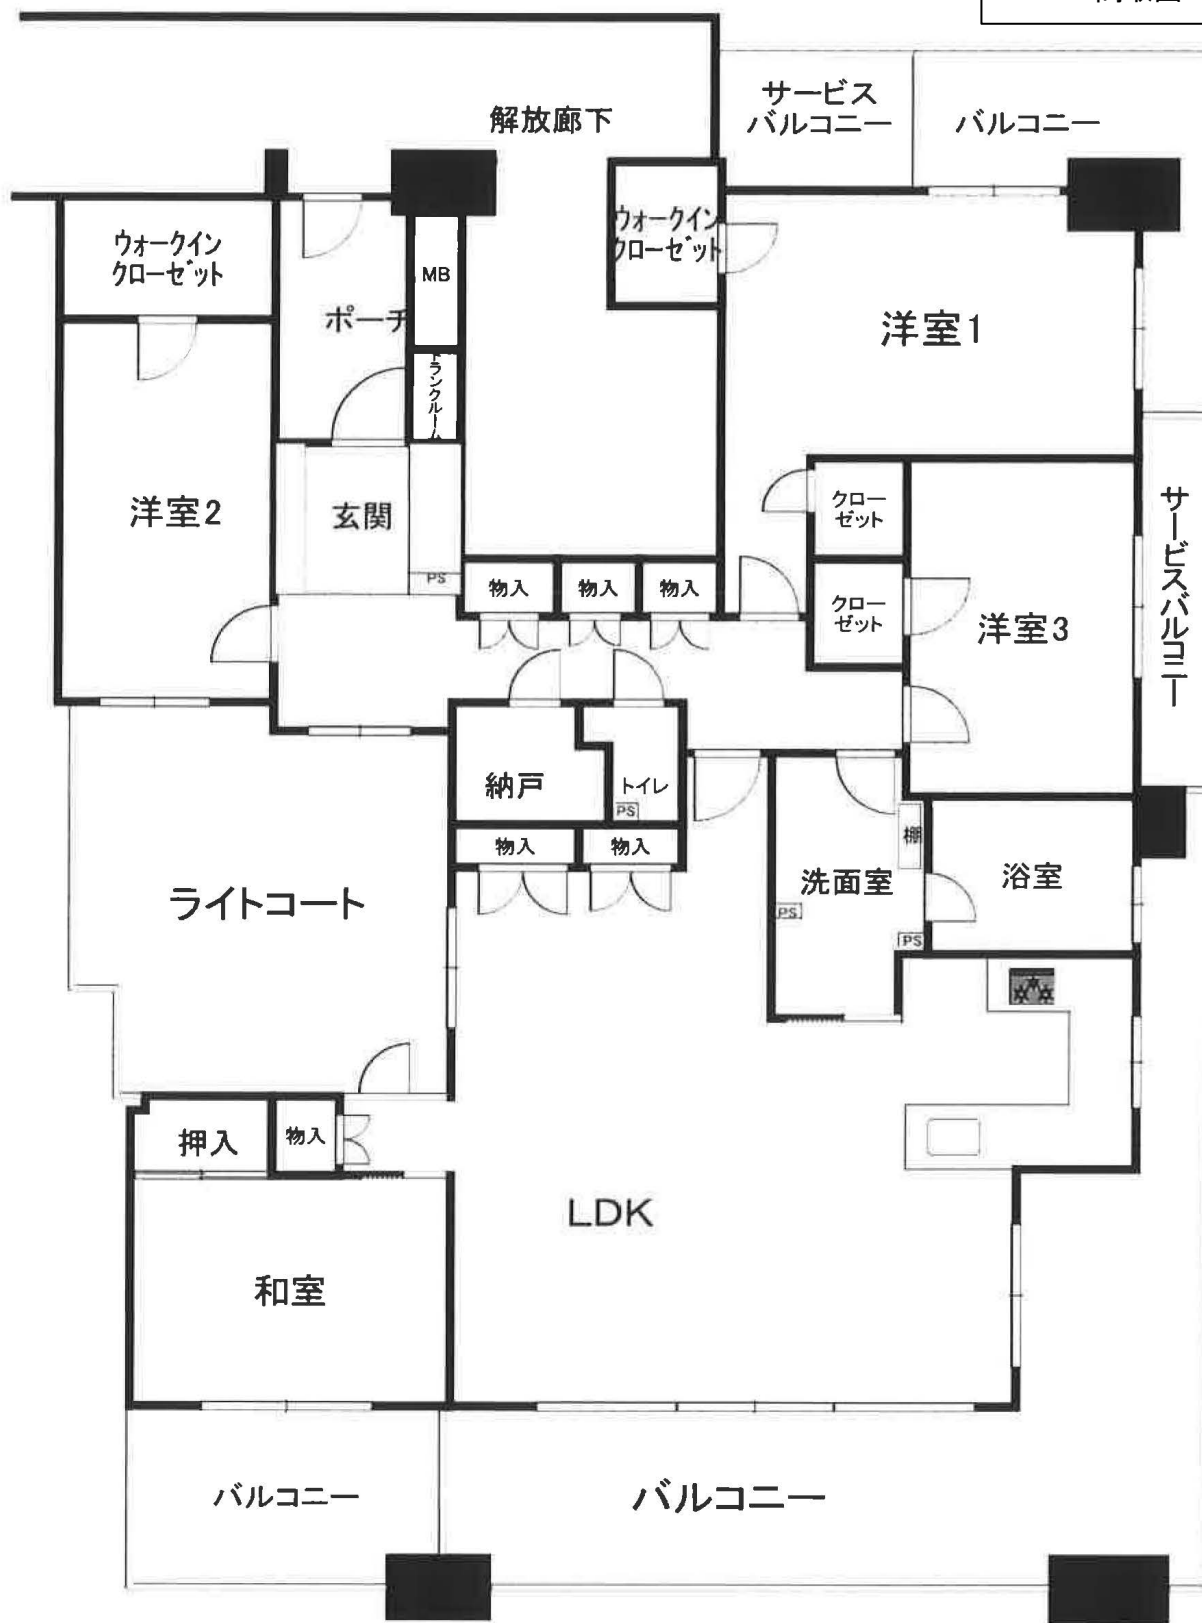 解放廊下
サービス
バルコニー
バルコニー
ウォークイン
クローゼット
ウォークイン
クローゼット
MB
ポーチ
トランクルーム
洋室1
洋室2
玄関
PS
クロー
ゼット
クロー
ゼット
洋室3
サービスバルコニー
物入
物入
物入
納戸
トイレ
PS
物入
物入
棚
洗面室
PS
PS
浴室
ライトコート
押入
物入
LDK
和室
バルコニー
バルコニー